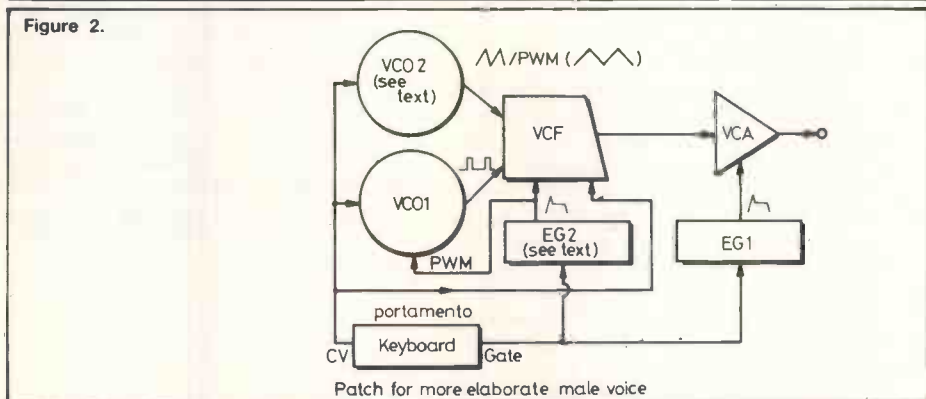 Figure 2.
VCO 2
(see
text)
/PWM ( )
VCF
VCA
VCO1
PWM
EG2
(see text)
EG1
portamento
CV
Keyboard
Gate
Patch for more elaborate male voice